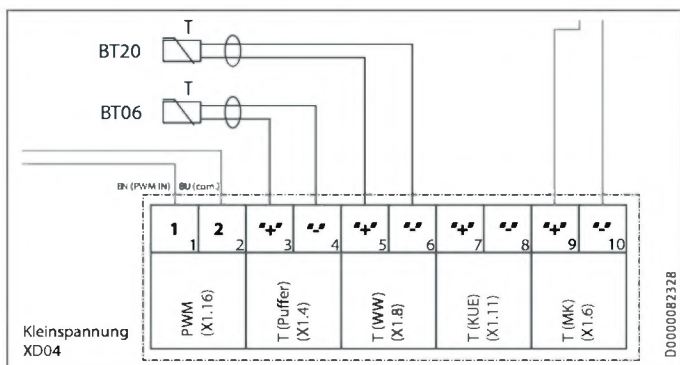 T
BT20
T
BT06
BN (PWM IN) BU (com.)
1 2 "+" "-" "+" "-" "+" "-" "+" "-"
1 2 3 4 5 6 7 8 9 10
PWM
(X1.16)
T (Puffer)
(X1.4)
T (WW)
(X1.8)
T (KUE)
(X1.11)
T (MK)
(X1.6)
Kleinspannung
XD04
D0000082328